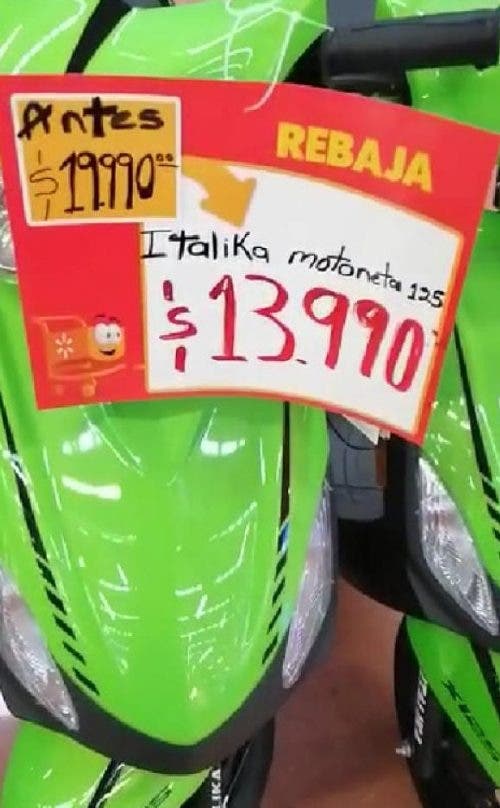 Antes
$19,990.00
REBAJA
Italika motoneta 125
$13.990